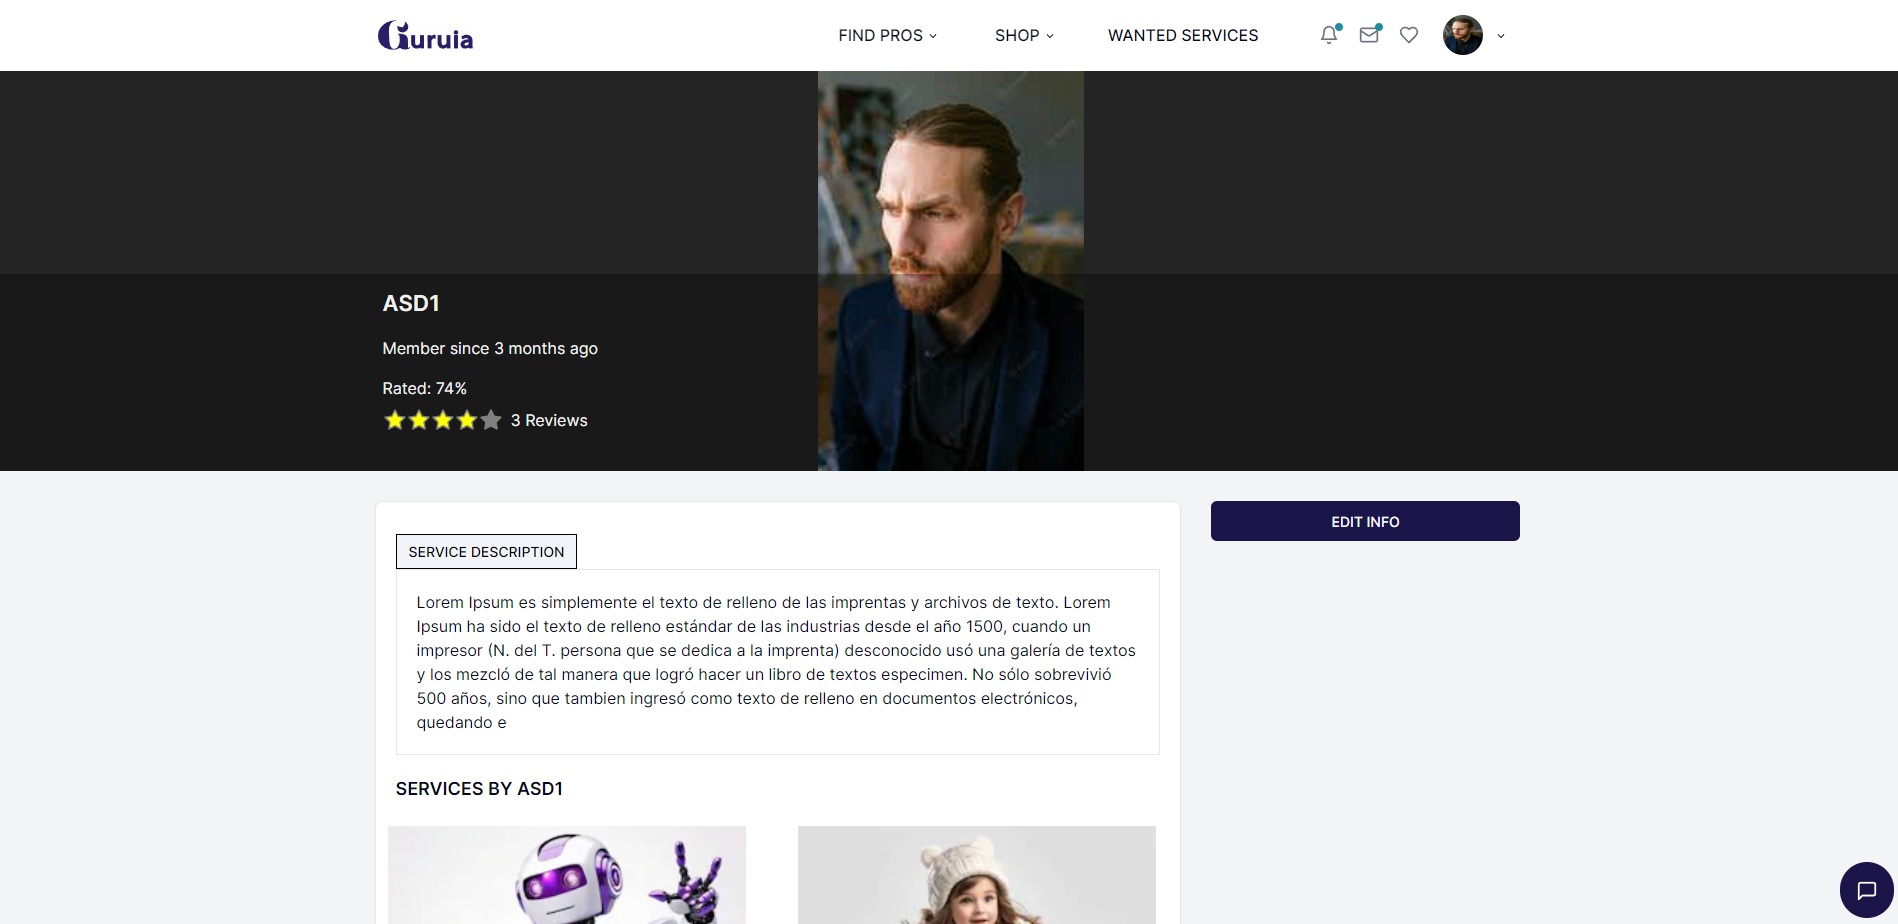 Guruia
FIND PROS
SHOP
WANTED SERVICES
ASD1
Member since 3 months ago
Rated: 74%
3 Reviews
EDIT INFO
SERVICE DESCRIPTION
Lorem Ipsum es simplemente el texto de relleno de las imprentas y archivos de texto. Lorem
Ipsum ha sido el texto de relleno estándar de las industrias desde el año 1500, cuando un
impresor (N. del T. persona que se dedica a la imprenta) desconocido usó una galería de textos
y los mezcló de tal manera que logró hacer un libro de textos especimen. No sólo sobrevivió
500 años, sino que tambien ingresó como texto de relleno en documentos electrónicos,
quedando e
SERVICES BY ASD1